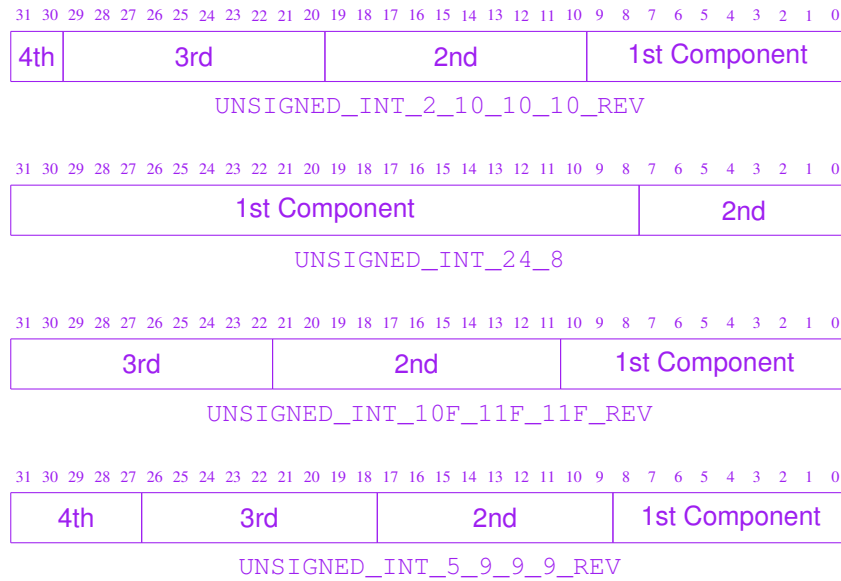 31 30 29 28 27 26 25 24 23 22 21 20 19 18 17 16 15 14 13 12 11 10 9 8 7 6 5 4 3 2 1 0
4th 3rd 2nd 1st Component
UNSIGNED_INT_2_10_10_10_REV
31 30 29 28 27 26 25 24 23 22 21 20 19 18 17 16 15 14 13 12 11 10 9 8 7 6 5 4 3 2 1 0
1st Component 2nd
UNSIGNED_INT_24_8
31 30 29 28 27 26 25 24 23 22 21 20 19 18 17 16 15 14 13 12 11 10 9 8 7 6 5 4 3 2 1 0
3rd 2nd 1st Component
UNSIGNED_INT_10F_11F_11F_REV
31 30 29 28 27 26 25 24 23 22 21 20 19 18 17 16 15 14 13 12 11 10 9 8 7 6 5 4 3 2 1 0
4th 3rd 2nd 1st Component
UNSIGNED_INT_5_9_9_9_REV